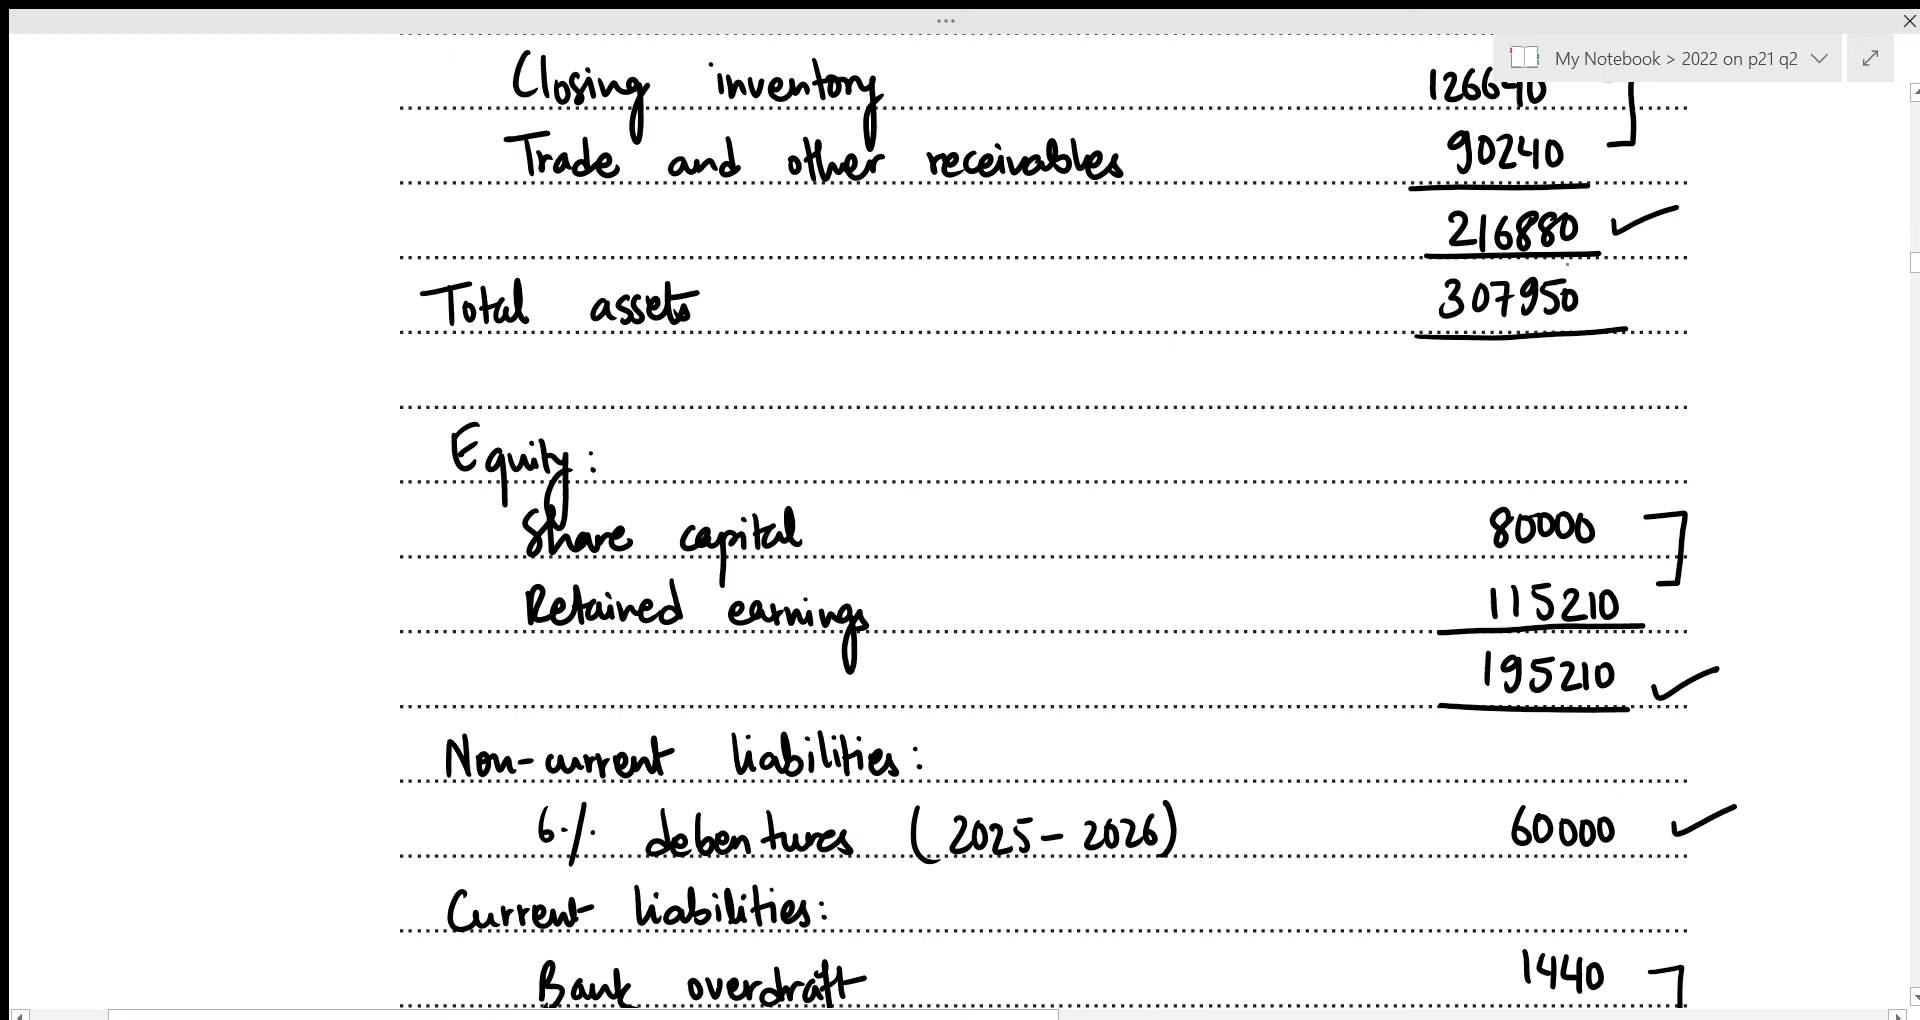 My Notebook > 2022 on p21 q2
Closing inventory 126640
Trade and other receivables 90240
216880
Total assets 307950
Equity:
Share capital 80000
Retained earnings 115210
195210
Non-current liabilities:
6% debentures (2025-2026) 60000
Current liabilities:
Bank overdraft 1440